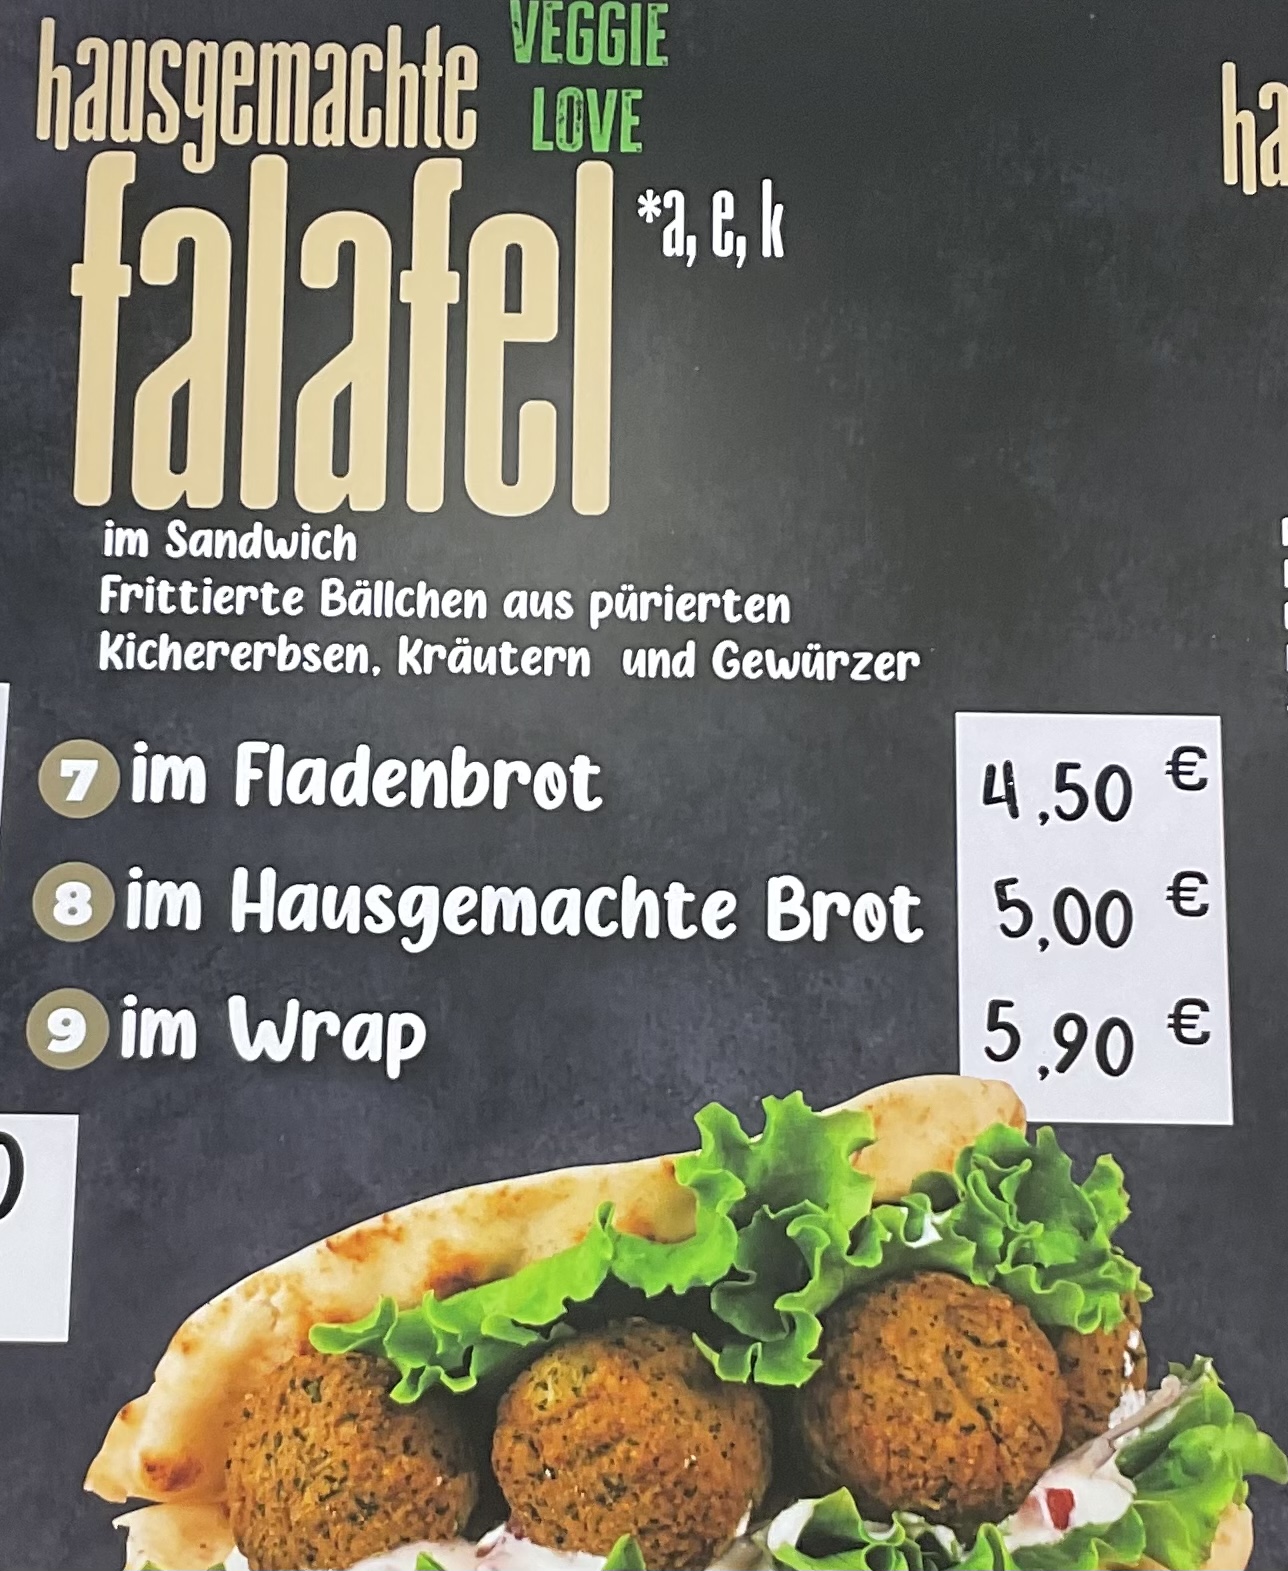 hausgemachte
VEGGIE
LOVE
falafel
*a, e, k
im Sandwich
Frittierte Bällchen aus pürierten
Kichererbsen, Kräutern und Gewürzer
7 im Fladenbrot 4,50 €
8 im Hausgemachte Brot 5,00 €
9 im Wrap 5,90 €